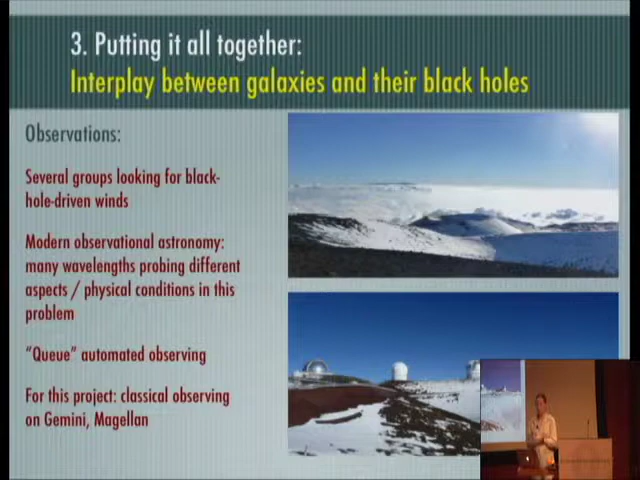 3. Putting it all together:
Interplay between galaxies and their black holes
Observations:
Several groups looking for black-
hole-driven winds
Modern observational astronomy:
many wavelengths probing different
aspects / physical conditions in this
problem
“Queue” automated observing
For this project: classical observing
on Gemini, Magellan